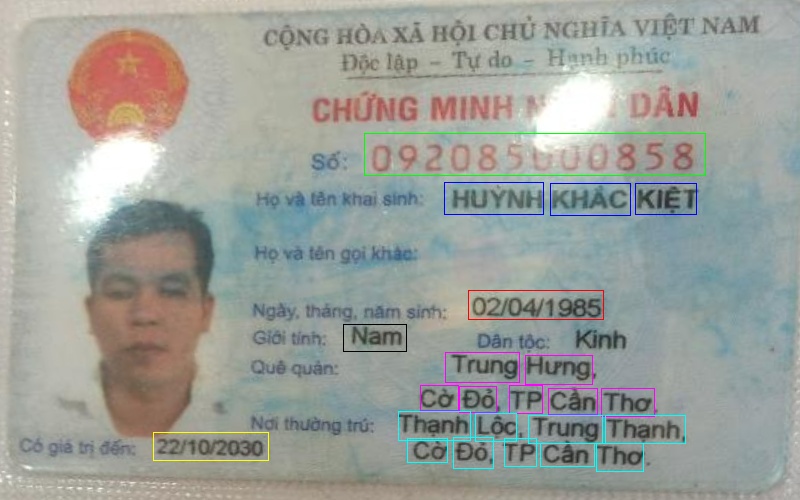 CỘNG HÒA XÃ HỘI CHỦ NGHĨA VIỆT NAM
Độc lập - Tự do - Hạnh phúc
CHỨNG MINH DÂN
Số: 092085000858
Họ và tên khai sinh: HUỲNH KHẮC KIỆT
Họ và tên gọi khác:
Ngày, tháng, năm sinh: 02/04/1985
Giới tính: Nam Dân tộc: Kinh
Quê quán: Trung Hưng,
Cờ Đỏ, TP Cần Thơ.
Nơi thường trú: Thạnh Lộc, Trung Thạnh,
Cờ Đỏ, TP Cần Thơ.
Có giá trị đến: 22/10/2030